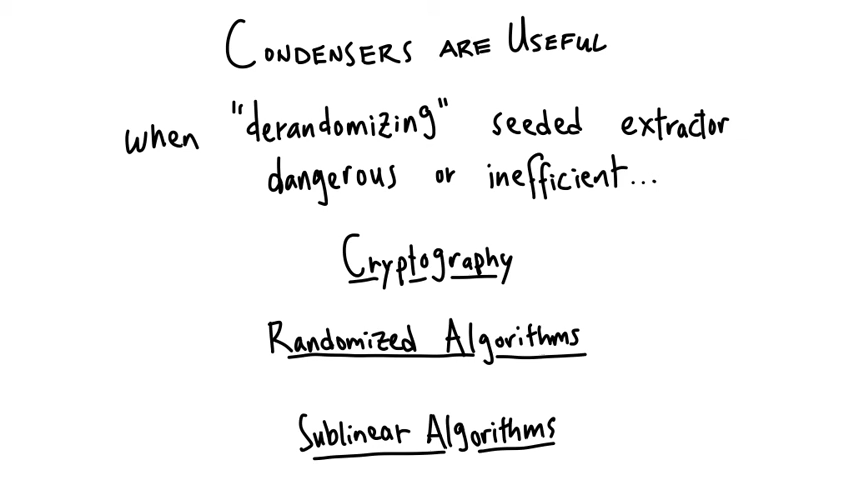 CONDENSERS ARE USEFUL
when "derandomizing" seeded extractor
dangerous or inefficient...
Cryptography
Randomized Algorithms
Sublinear Algorithms